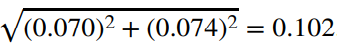 √(0.070)² + (0.074)² = 0.102